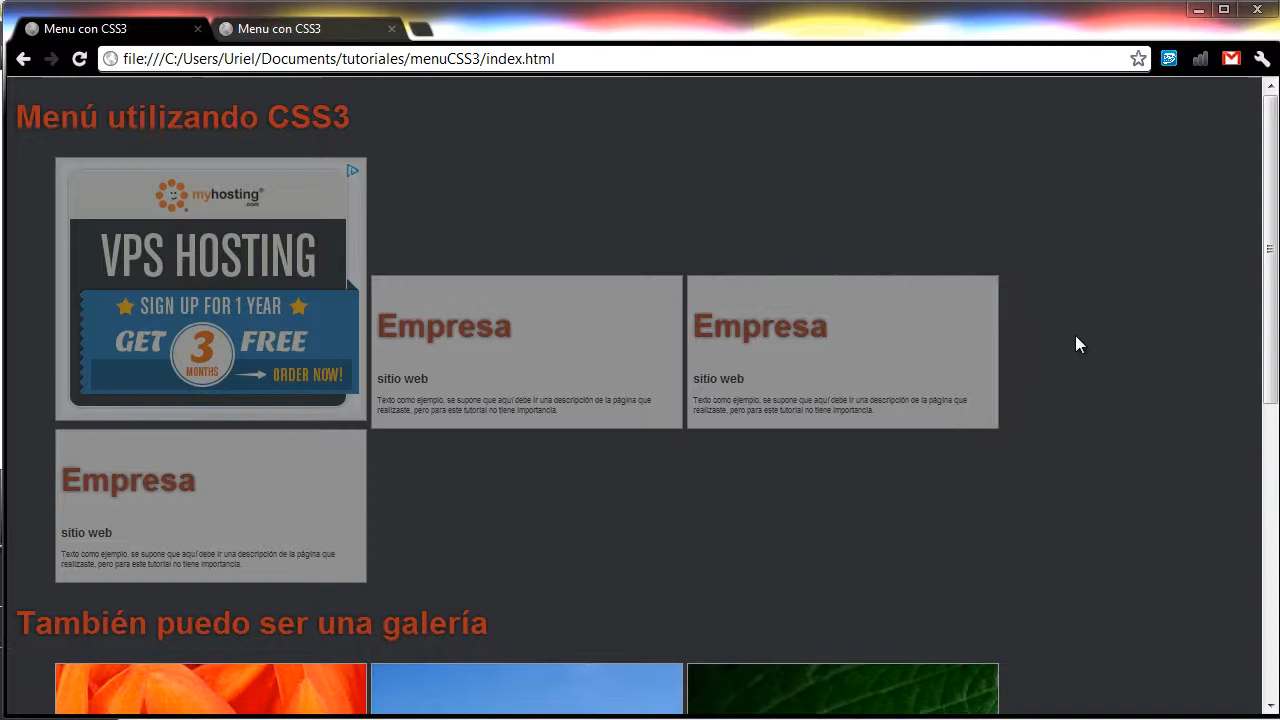 Menu con CSS3
Menu con CSS3
file:///C:/Users/Uriel/Documents/tutoriales/menuCSS3/index.html
Menú utilizando CSS3
myhosting®
.com
VPS HOSTING
SIGN UP FOR 1 YEAR
GET 3 FREE
MONTHS
ORDER NOW!
Empresa
sitio web
Texto como ejemplo, se supone que aquí debe ir una descripción de la página que
realizaste, pero para este tutorial no tiene importancia.
Empresa
sitio web
Texto como ejemplo, se supone que aquí debe ir una descripción de la página que
realizaste, pero para este tutorial no tiene importancia.
Empresa
sitio web
Texto como ejemplo, se supone que aquí debe ir una descripción de la página que
realizaste, pero para este tutorial no tiene importancia.
También puedo ser una galería